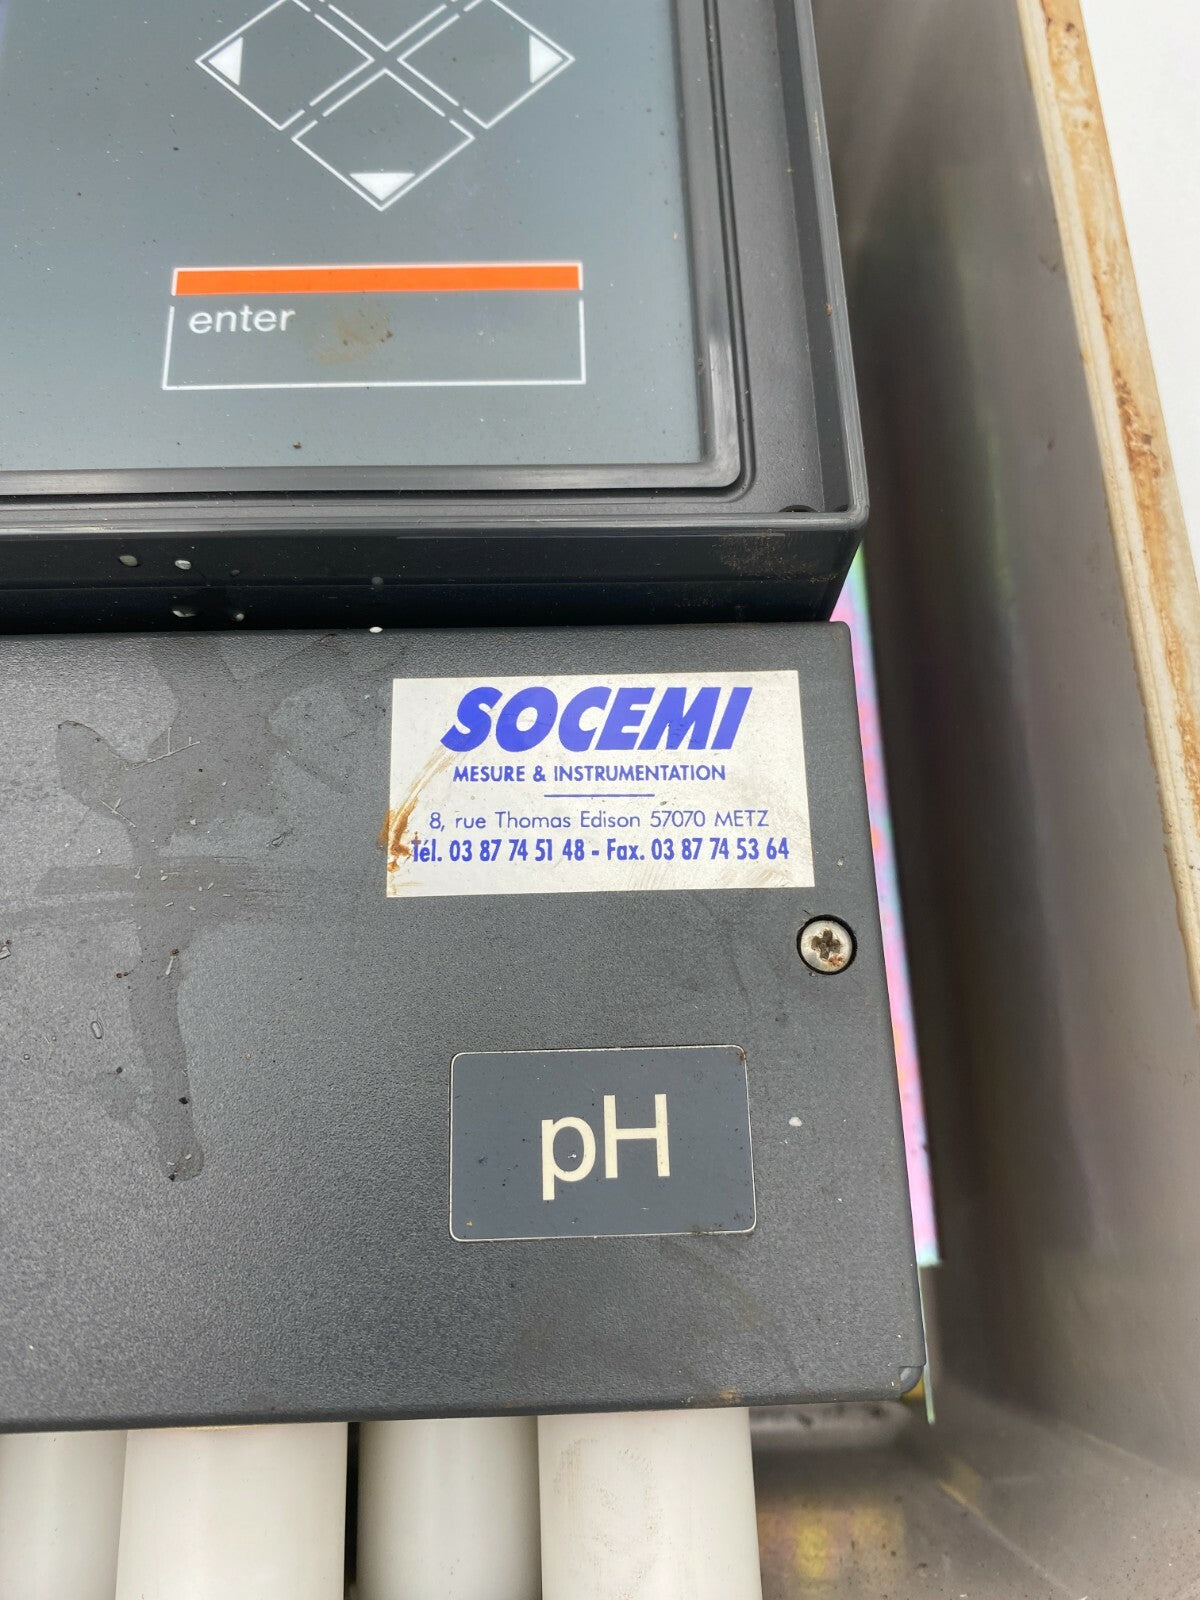 enter
SOCEMI
MESURE & INSTRUMENTATION
8, rue Thomas Edison 57070 METZ
Tél. 03 87 74 51 48 - Fax. 03 87 74 53 64
pH